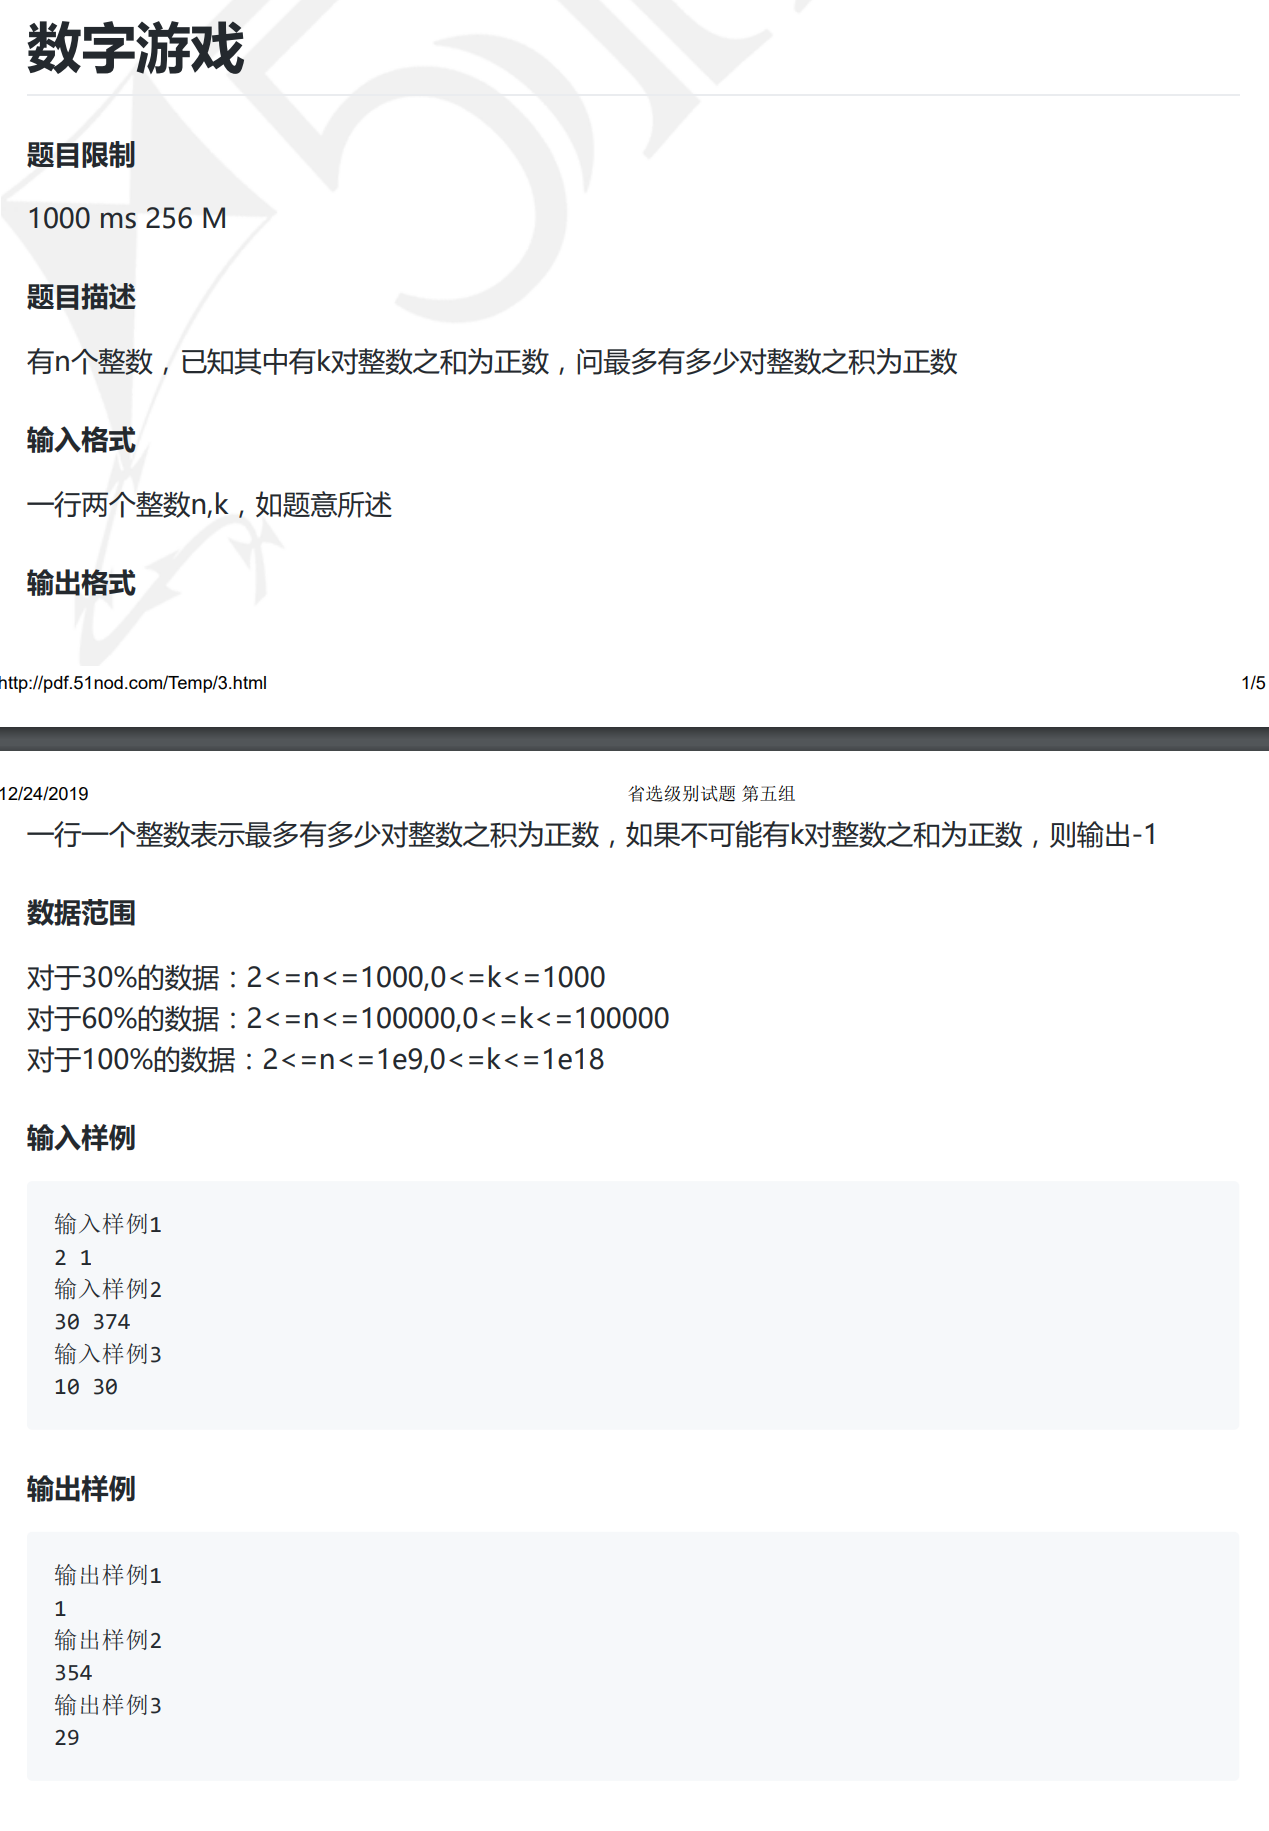 数字游戏
题目限制
1000 ms 256 M
题目描述
有n个整数，已知其中有k对整数之和为正数，问最多有多少对整数之积为正数
输入格式
一行两个整数n,k，如题意所述
输出格式
http://pdf.51nod.com/Temp/3.html 1/5
12/24/2019 省选级别试题 第五组
一行一个整数表示最多有多少对整数之积为正数，如果不可能有k对整数之和为正数，则输出-1
数据范围
对于30%的数据：2<=n<=1000,0<=k<=1000
对于60%的数据：2<=n<=100000,0<=k<=100000
对于100%的数据：2<=n<=1e9,0<=k<=1e18
输入样例
输入样例1
2 1
输入样例2
30 374
输入样例3
10 30
输出样例
输出样例1
1
输出样例2
354
输出样例3
29